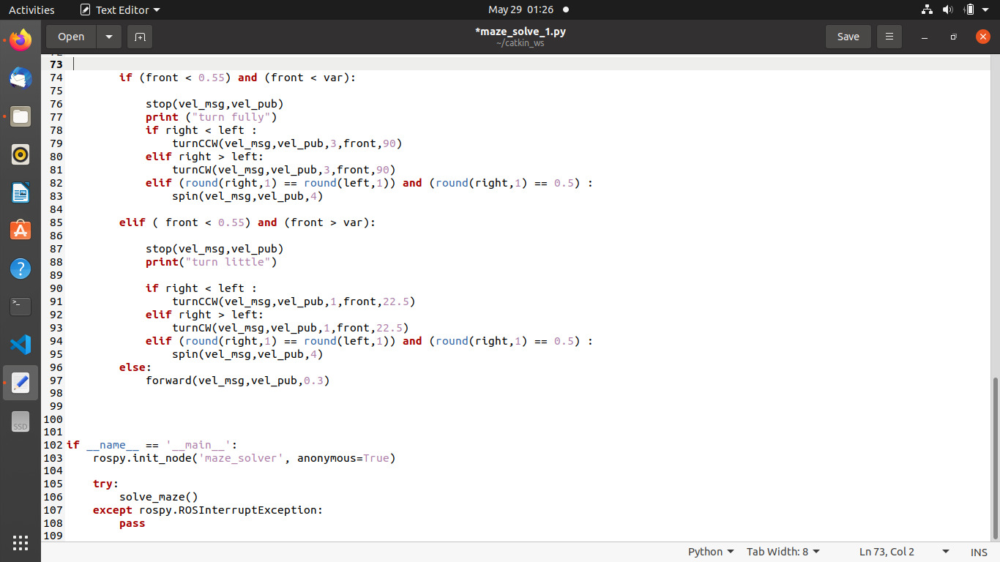 Activities Text Editor May 29 01:26
Open *maze_solve_1.py Save
~/catkin_ws
72
73
74 if (front < 0.55) and (front < var):
75
76 stop(vel_msg,vel_pub)
77 print ("turn fully")
78 if right < left :
79 turnCCW(vel_msg,vel_pub,3,front,90)
80 elif right > left:
81 turnCW(vel_msg,vel_pub,3,front,90)
82 elif (round(right,1) == round(left,1)) and (round(right,1) == 0.5) :
83 spin(vel_msg,vel_pub,4)
84
85 elif ( front < 0.55) and (front > var):
86
87 stop(vel_msg,vel_pub)
88 print("turn little")
89
90 if right < left :
91 turnCCW(vel_msg,vel_pub,1,front,22.5)
92 elif right > left:
93 turnCW(vel_msg,vel_pub,1,front,22.5)
94 elif (round(right,1) == round(left,1)) and (round(right,1) == 0.5) :
95 spin(vel_msg,vel_pub,4)
96 else:
97 forward(vel_msg,vel_pub,0.3)
98
99
100
101
102 if __name__ == '__main__':
103 rospy.init_node('maze_solver', anonymous=True)
104
105 try:
106 solve_maze()
107 except rospy.ROSInterruptException:
108 pass
109
SSD
Python Tab Width: 8 Ln 73, Col 2 INS